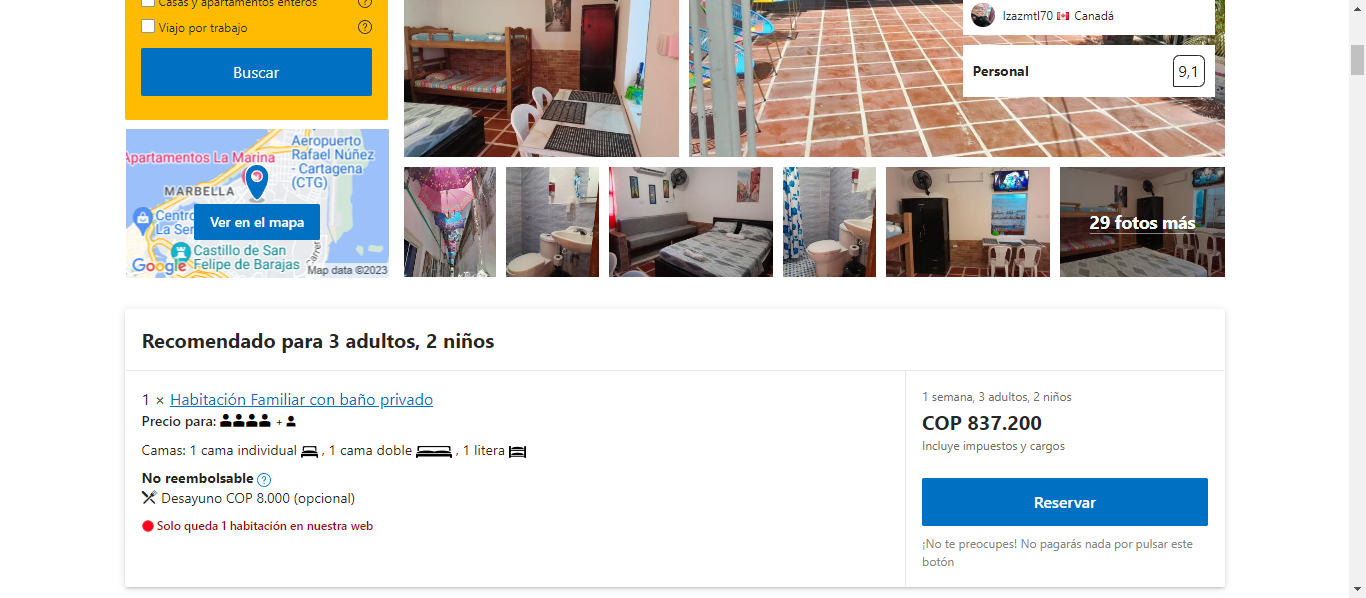 Casas y apartamentos enteros
Viajo por trabajo
Buscar
Izazmtl70 Canadá
Personal
9,1
Apartamentos La Marina
Aeropuerto
Rafael Núñez
- Cartagena
(CTG)
MARBELLA
Centro
La Ser
Ver en el mapa
Castillo de San
Felipe de Barajas
Carrer
Google
Map data ©2023
29 fotos más
Recomendado para 3 adultos, 2 niños
1 × Habitación Familiar con baño privado
Precio para: +
Camas: 1 cama individual , 1 cama doble , 1 litera
No reembolsable ?
Desayuno COP 8.000 (opcional)
Solo queda 1 habitación en nuestra web
1 semana, 3 adultos, 2 niños
COP 837.200
Incluye impuestos y cargos
Reservar
¡No te preocupes! No pagarás nada por pulsar este
botón